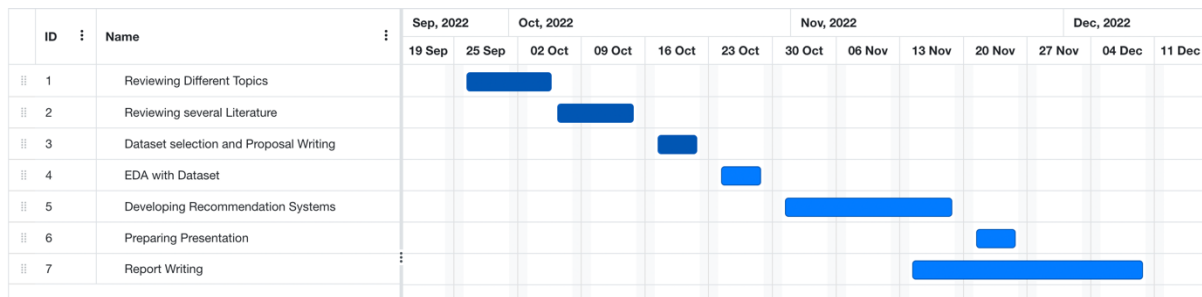 Sep, 2022 Oct, 2022 Nov, 2022 Dec, 2022
ID Name
19 Sep 25 Sep 02 Oct 09 Oct 16 Oct 23 Oct 30 Oct 06 Nov 13 Nov 20 Nov 27 Nov 04 Dec 11 Dec
1 Reviewing Different Topics
2 Reviewing several Literature
3 Dataset selection and Proposal Writing
4 EDA with Dataset
5 Developing Recommendation Systems
6 Preparing Presentation
7 Report Writing